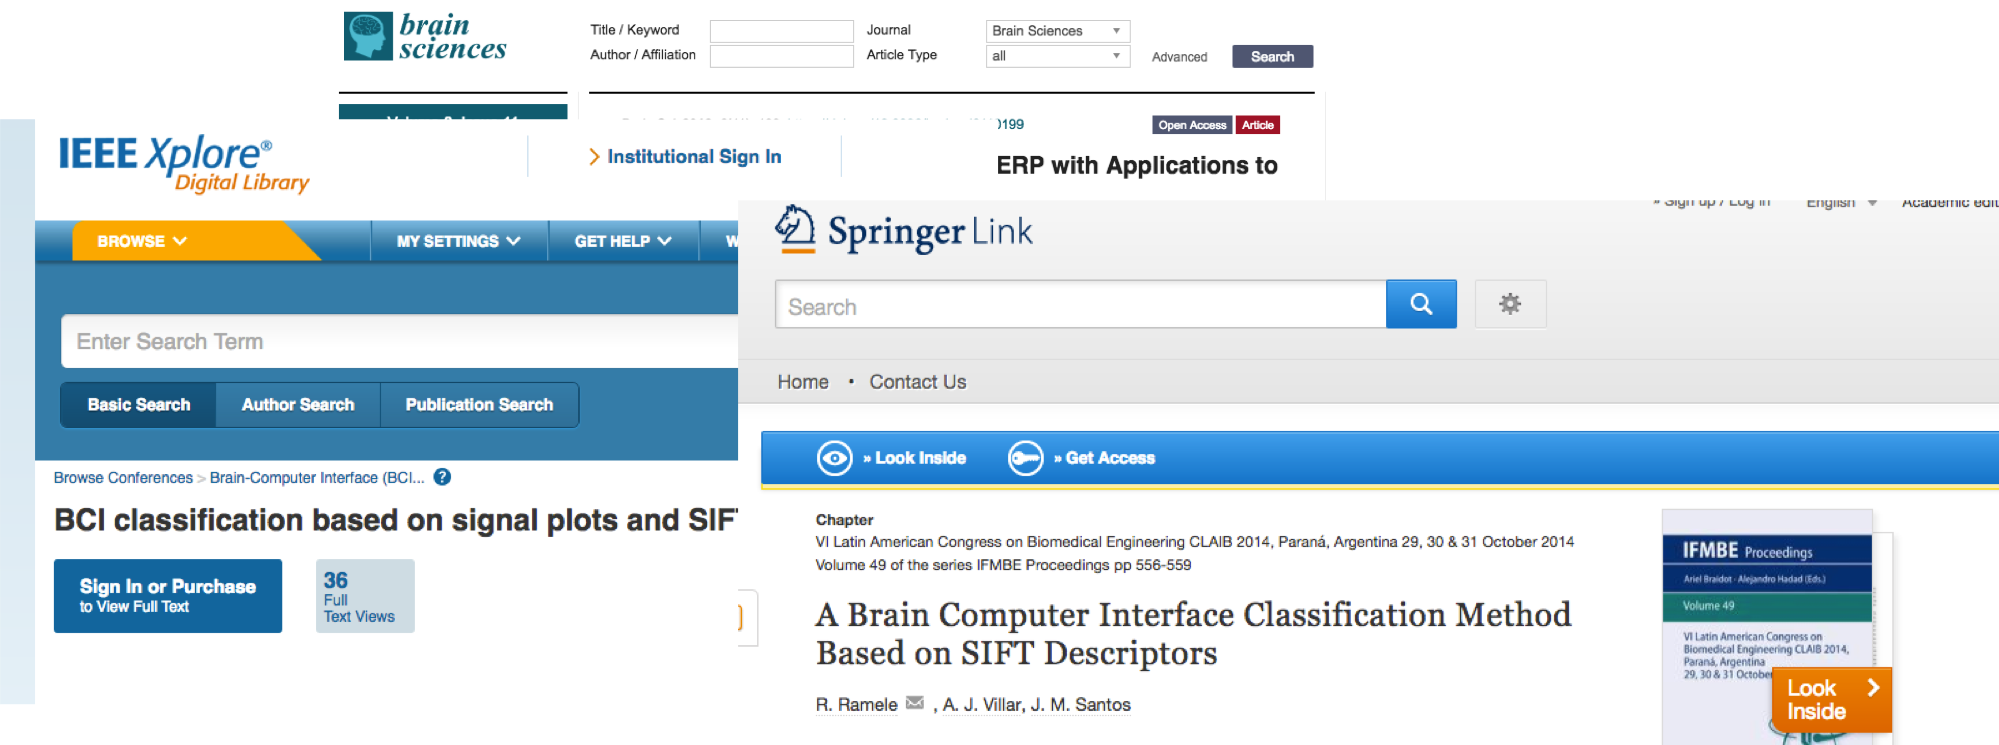 brain
sciences
Title / Keyword
Journal
Brain Sciences
Author / Affiliation
Article Type
all
Advanced
Search
0199
Open Access
Article
ERP with Applications to
IEEE Xplore®
Digital Library
Institutional Sign In
BROWSE
MY SETTINGS
GET HELP
W
Enter Search Term
Basic Search
Author Search
Publication Search
Browse Conferences > Brain-Computer Interface (BCI... ?
BCI classification based on signal plots and SIF
Sign In or Purchase
to View Full Text
36
Full
Text Views
» Sign up / Log in
English
Academic edit
Springer Link
Search
Home • Contact Us
» Look Inside
» Get Access
Chapter
VI Latin American Congress on Biomedical Engineering CLAIB 2014, Paraná, Argentina 29, 30 & 31 October 2014
Volume 49 of the series IFMBE Proceedings pp 556-559
A Brain Computer Interface Classification Method
Based on SIFT Descriptors
R. Ramele , A. J. Villar, J. M. Santos
IFMBE Proceedings
Ariel Braidot · Alejandro Hadad (Eds.)
Volume 49
VI Latin American Congress on
Biomedical Engineering CLAIB 2014,
Paraná, Argentina
29, 30 & 31 October
Look
Inside